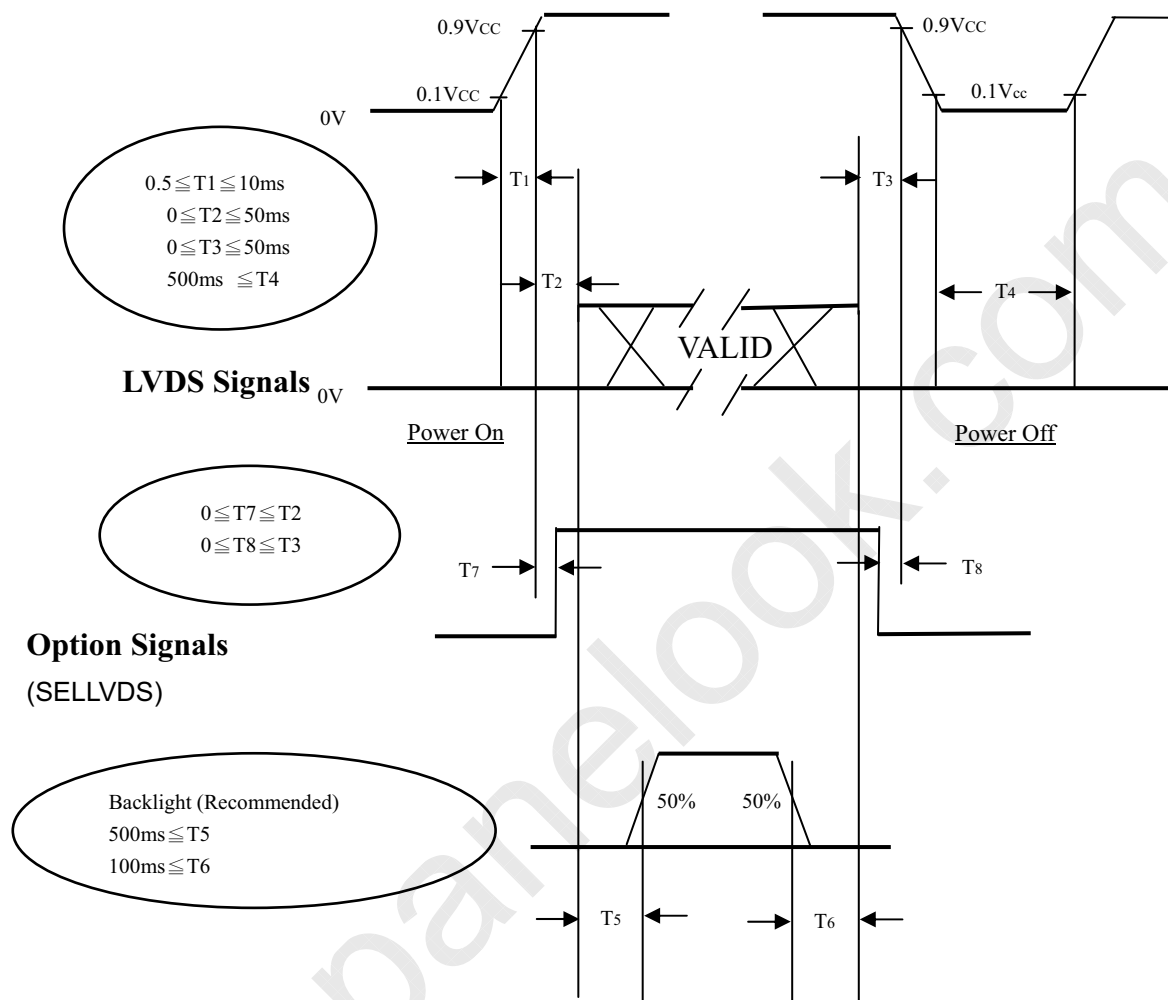 0.9VCC 0.9VCC
0.1VCC 0.1Vcc
0V
0.5≦T1≦10ms
0≦T2≦50ms
0≦T3≦50ms
500ms ≦T4
T1 T3
T2 T4
VALID
LVDS Signals 0V
Power On Power Off
0≦T7≦T2
0≦T8≦T3
T7 T8
Option Signals
(SELLVDS)
Backlight (Recommended)
500ms≦T5
100ms≦T6
50% 50%
T5 T6
panelook.com